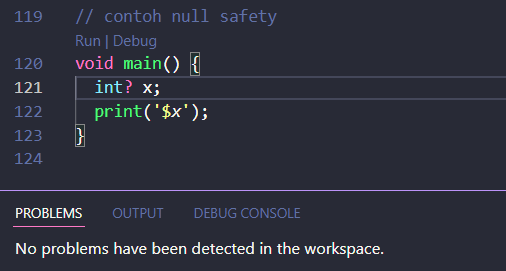 119 // contoh null safety
Run | Debug
120 void main() {
121 int? x;
122 print('$x');
123 }
124
PROBLEMS OUTPUT DEBUG CONSOLE
No problems have been detected in the workspace.